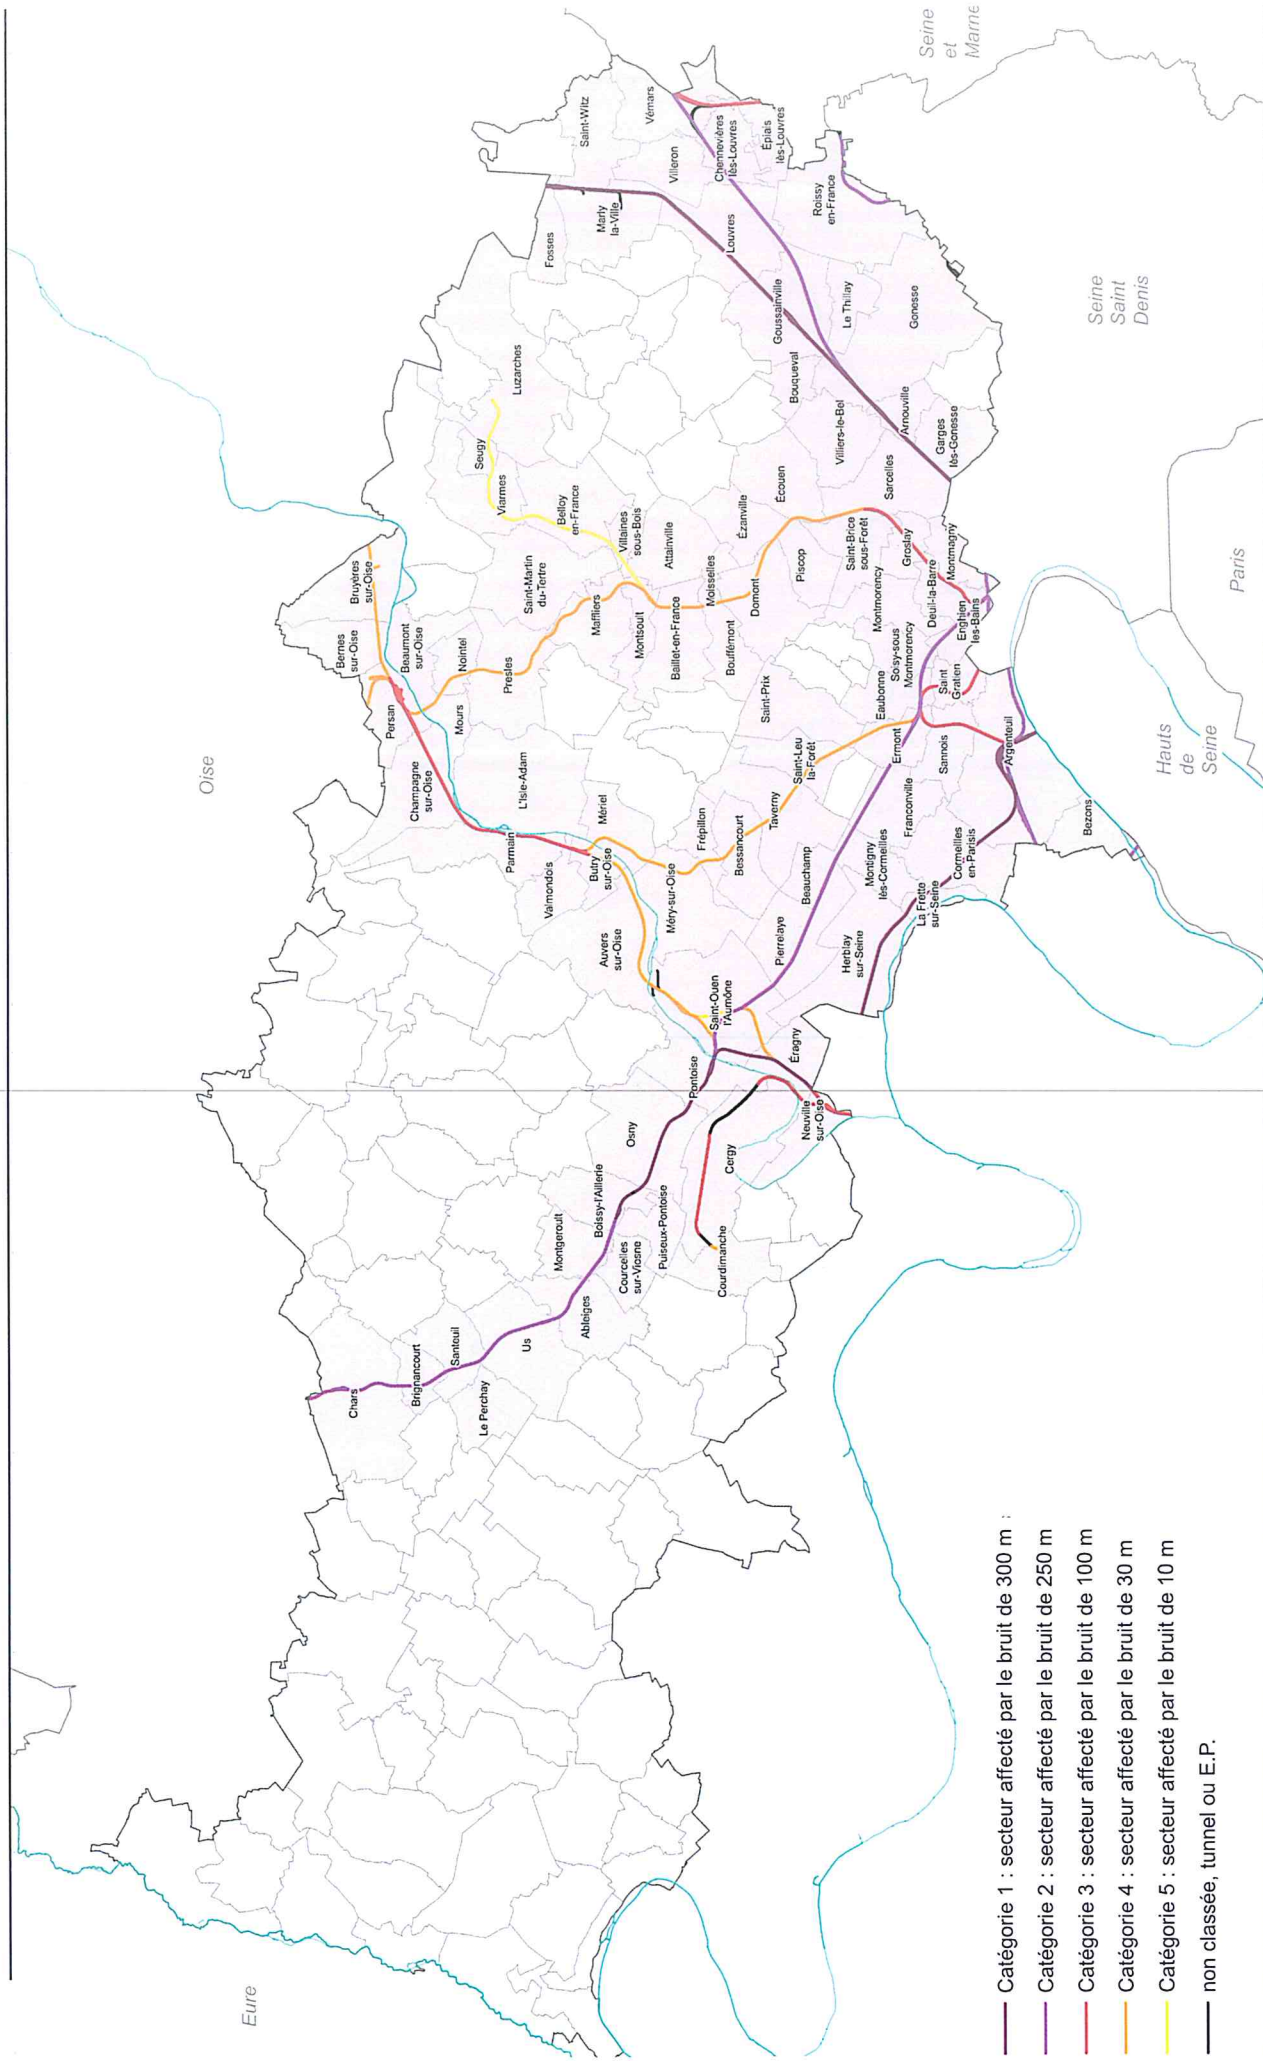 Eure
Oise
Seine
et
Marne
Seine
Saint
Denis
Paris
Hauts
de
Seine
Chars
Brignancourt
Santeuil
Le Perchay
Us
Ableiges
Montgeroult
Courcelles
sur-Viosne
Boissy-l'Aillerie
Puiseux-Pontoise
Osny
Courdimanche
Cergy
Pontoise
Neuville
sur-Oise
Éragny
Saint-Ouen
l'Aumône
Auvers
sur-Oise
Valmondois
Butry
sur-Oise
Parmain
Mériel
Méry-sur-Oise
L'Isle-Adam
Champagne
sur-Oise
Persan
Mours
Bernes
sur-Oise
Bruyères
sur-Oise
Beaumont
sur-Oise
Nointel
Presles
Saint-Martin
du-Tertre
Maffliers
Montsoult
Baillet-en-France
Bouffémont
Moisselles
Domont
Attainville
Villaines
sous-Bois
Belloy
en-France
Viarmes
Seugy
Luzarches
Ézanville
Écouen
Piscop
Saint-Brice
sous-Forêt
Sarcelles
Groslay
Montmagny
Montmorency
Deuil-la-Barre
Enghien
les-Bains
Soisy-sous
Montmorency
Saint
Gratien
Eaubonne
Ermont
Saint-Prix
Saint-Leu
la-Forêt
Taverny
Frépillon
Bessancourt
Beauchamp
Pierrelaye
Herblay
sur-Seine
La Frette
sur-Seine
Montigny
lès-Cormeilles
Cormeilles
en-Parisis
Franconville
Sannois
Argenteuil
Bezons
Fosses
Marly
la-Ville
Saint-Witz
Vémars
Villeron
Chennevières
lès-Louvres
Épiais
lès-Louvres
Louvres
Roissy
en-France
Goussainville
Le Thillay
Gonesse
Bouqueval
Villiers-le-Bel
Arnouville
Garges
lès-Gonesse
Catégorie 1 : secteur affecté par le bruit de 300 m :
Catégorie 2 : secteur affecté par le bruit de 250 m
Catégorie 3 : secteur affecté par le bruit de 100 m
Catégorie 4 : secteur affecté par le bruit de 30 m
Catégorie 5 : secteur affecté par le bruit de 10 m
non classée, tunnel ou E.P.